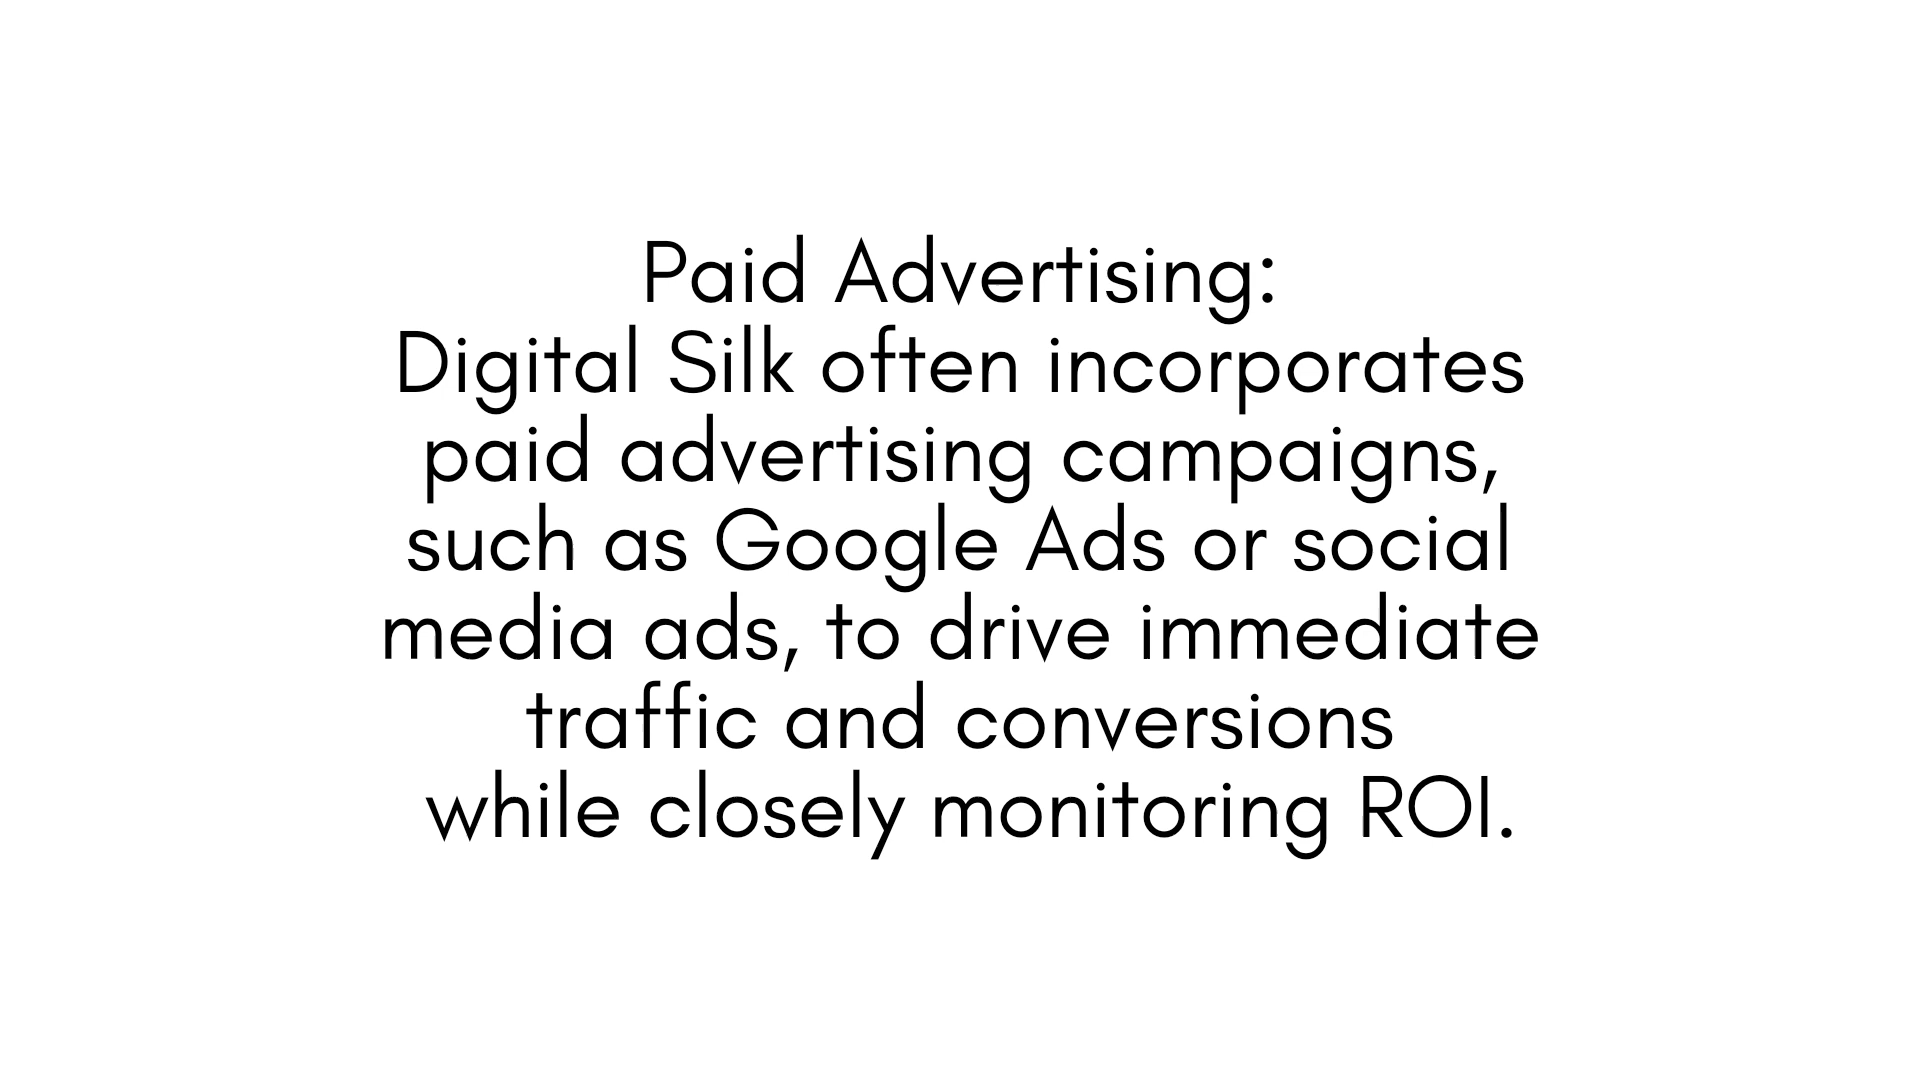 Paid Advertising:
Digital Silk often incorporates
paid advertising campaigns,
such as Google Ads or social
media ads, to drive immediate
traffic and conversions
while closely monitoring ROI.